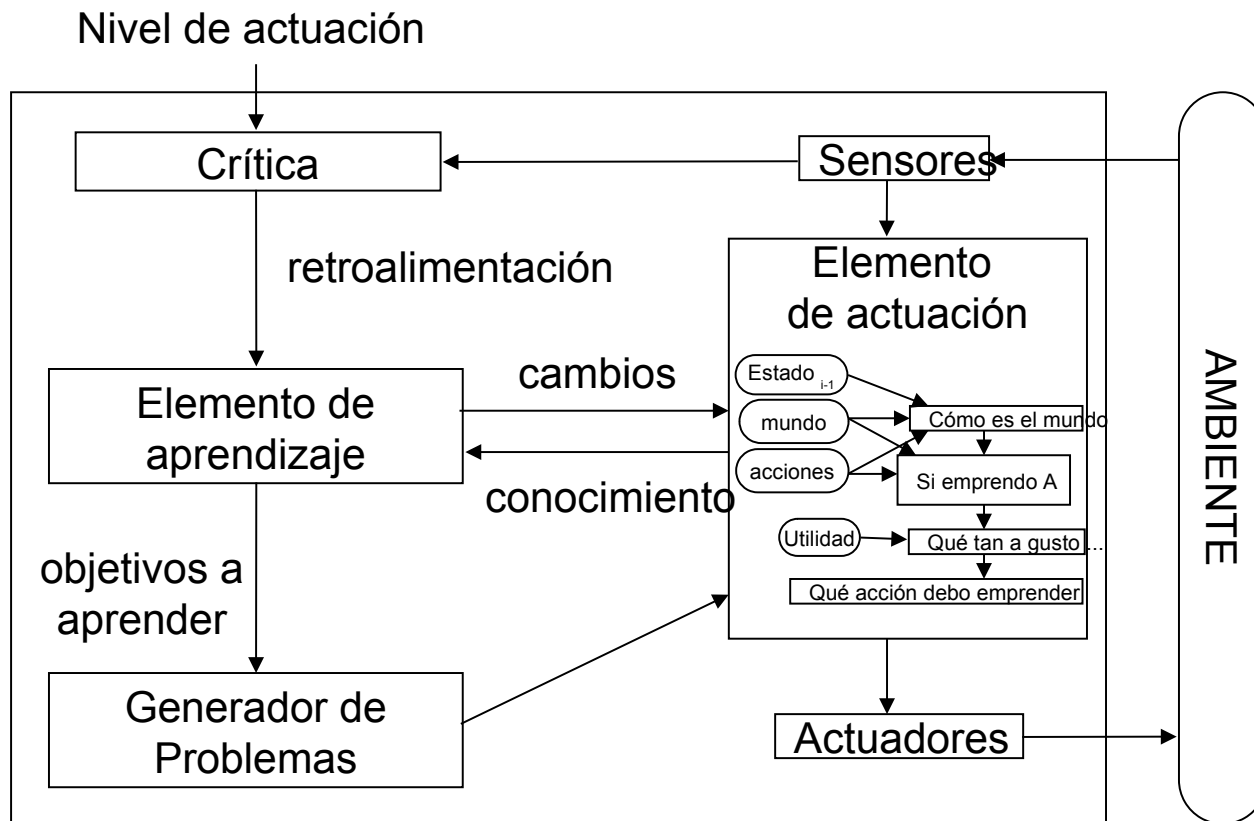 Nivel de actuación
Crítica
Sensores
retroalimentación
Elemento
de actuación
Estado i-1
mundo
acciones
Cómo es el mundo
Si emprendo A
Utilidad
Qué tan a gusto ...
Qué acción debo emprender
cambios
Elemento de
aprendizaje
conocimiento
objetivos a
aprender
Generador de
Problemas
Actuadores
AMBIENTE